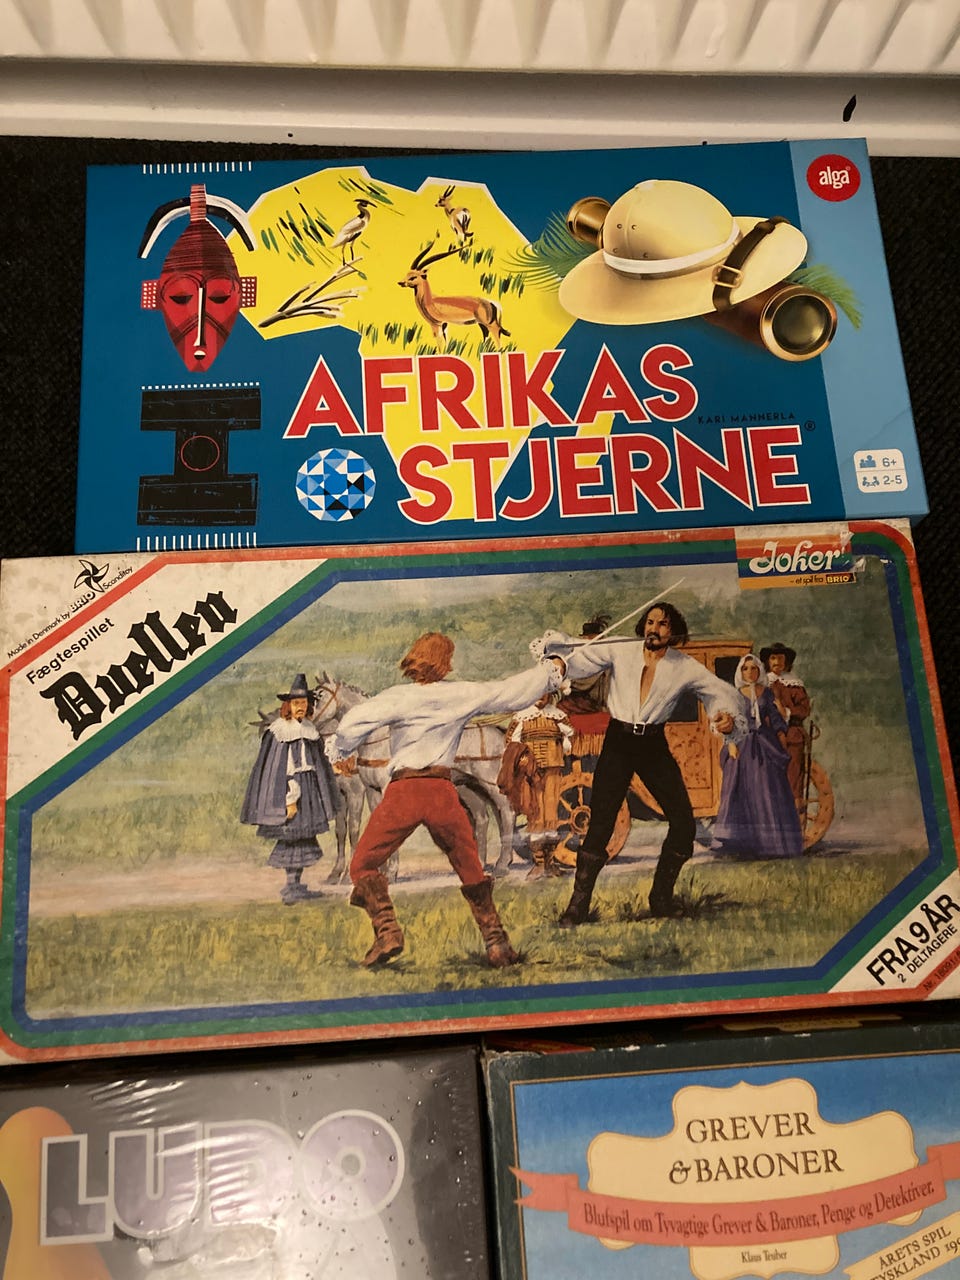 alga
AFRIKAS
KARI MANNERLA
STJERNE®
6+
2-5
BRIO Scanditoy
Made in Denmark by
Fægtespillet
Duellen
Joker
- et spil fra BRIO
FRA 9 ÅR
2 DELTAGERE
LUDO
GREVER
& BARONER
Blufspil om Tyvagtige Grever & Baroner, Penge og Detektiver.
Klaus Teuber
ARETS SPIL